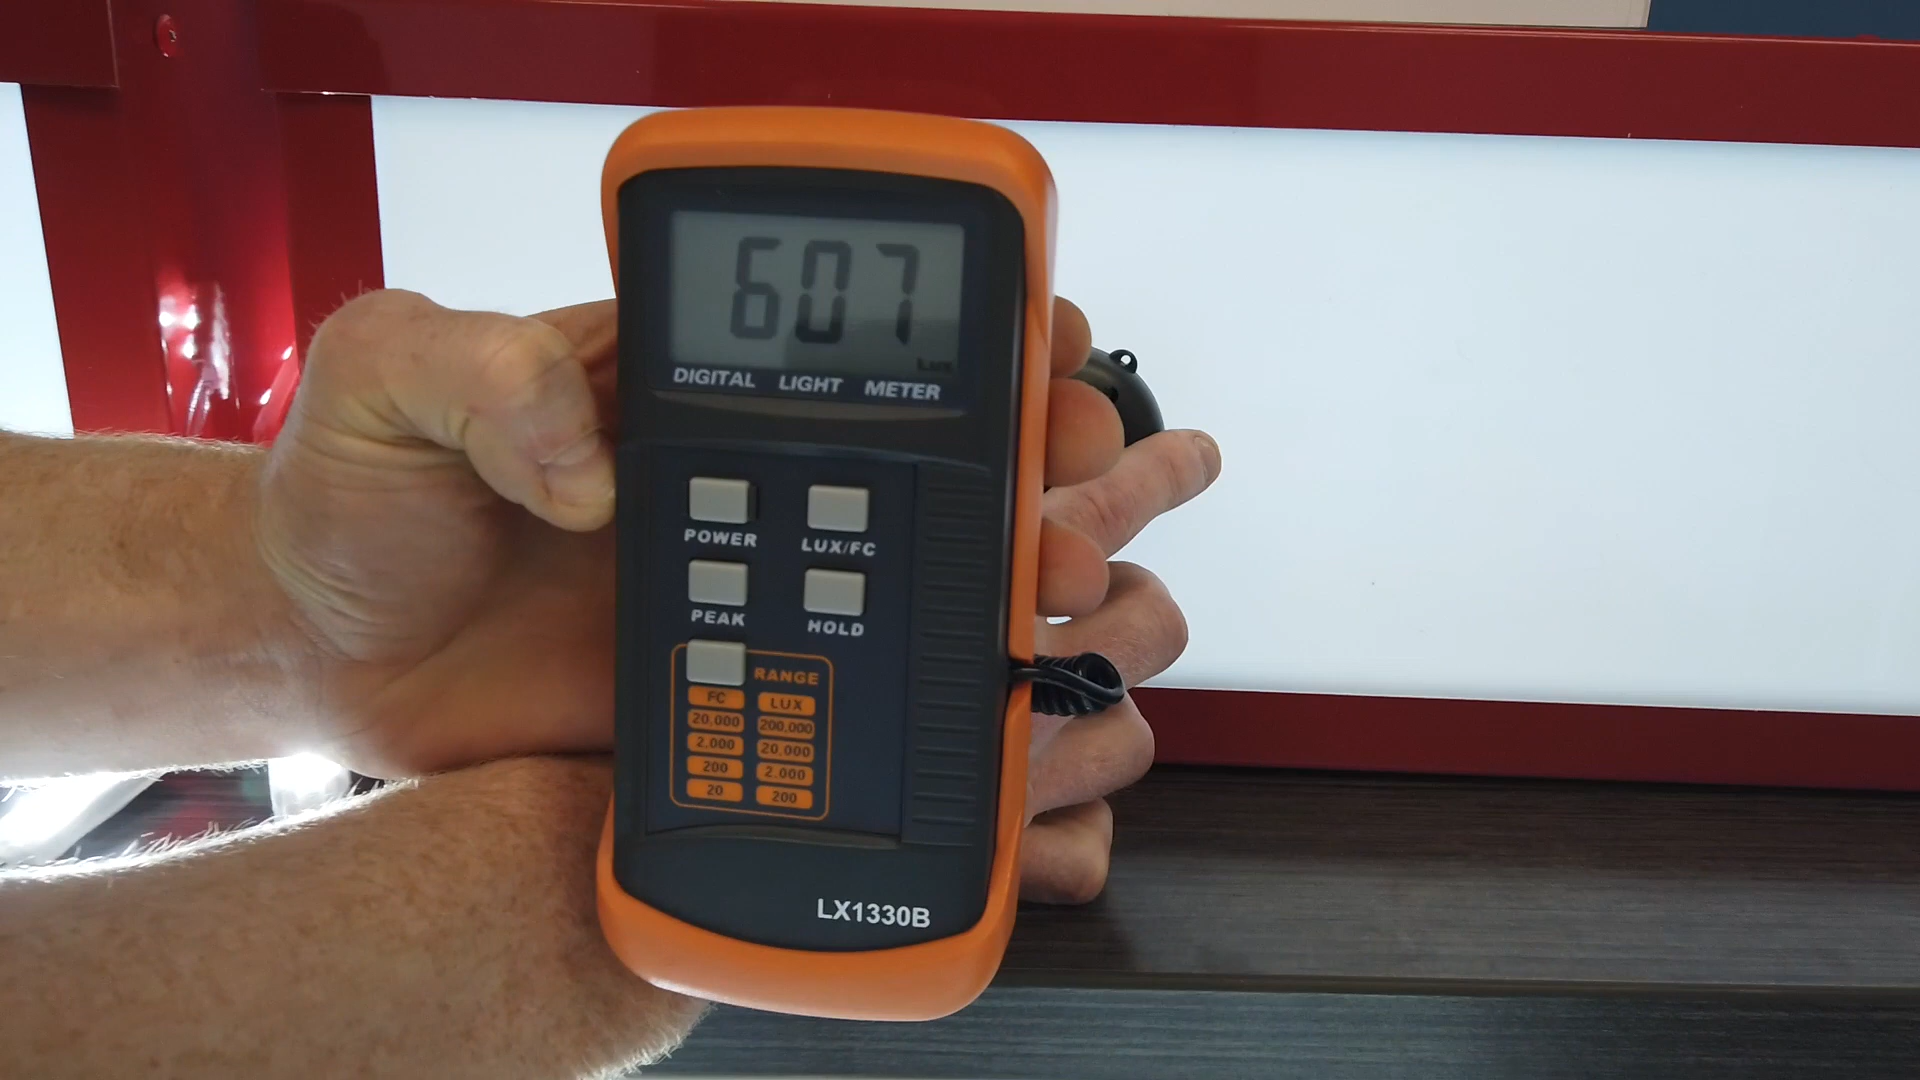 607
Lux
DIGITAL LIGHT METER
POWER LUX/FC
PEAK HOLD
RANGE
FC LUX
20,000 200,000
2.000 20,000
200 2.000
20 200
LX1330B